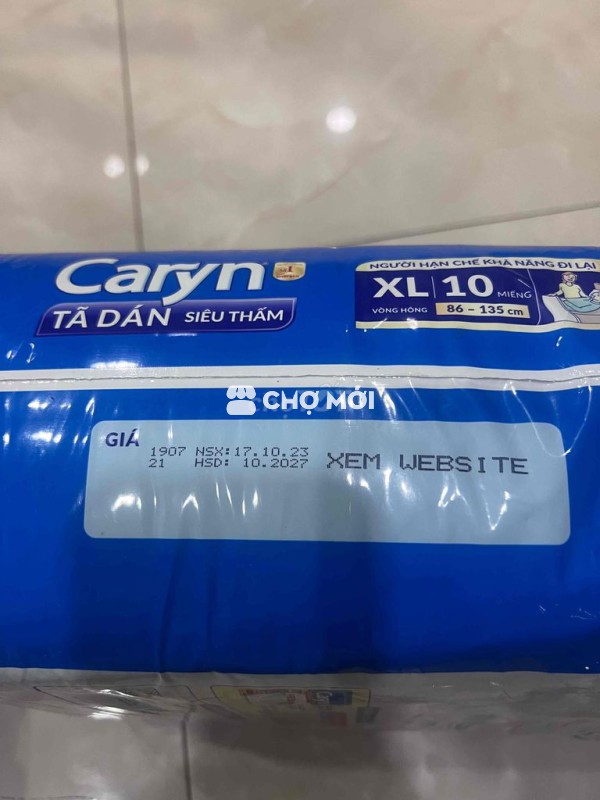 Caryn
TÃ DÁN SIÊU THẤM
NGƯỜI HẠN CHẾ KHẢ NĂNG ĐI LẠI
XL 10 MIẾNG
VÒNG HÔNG 86 – 135 cm
CHỢ MỚI
GIÁ
1907 NSX:17.10.23
21 HSD: 10.2027
XEM WEBSITE